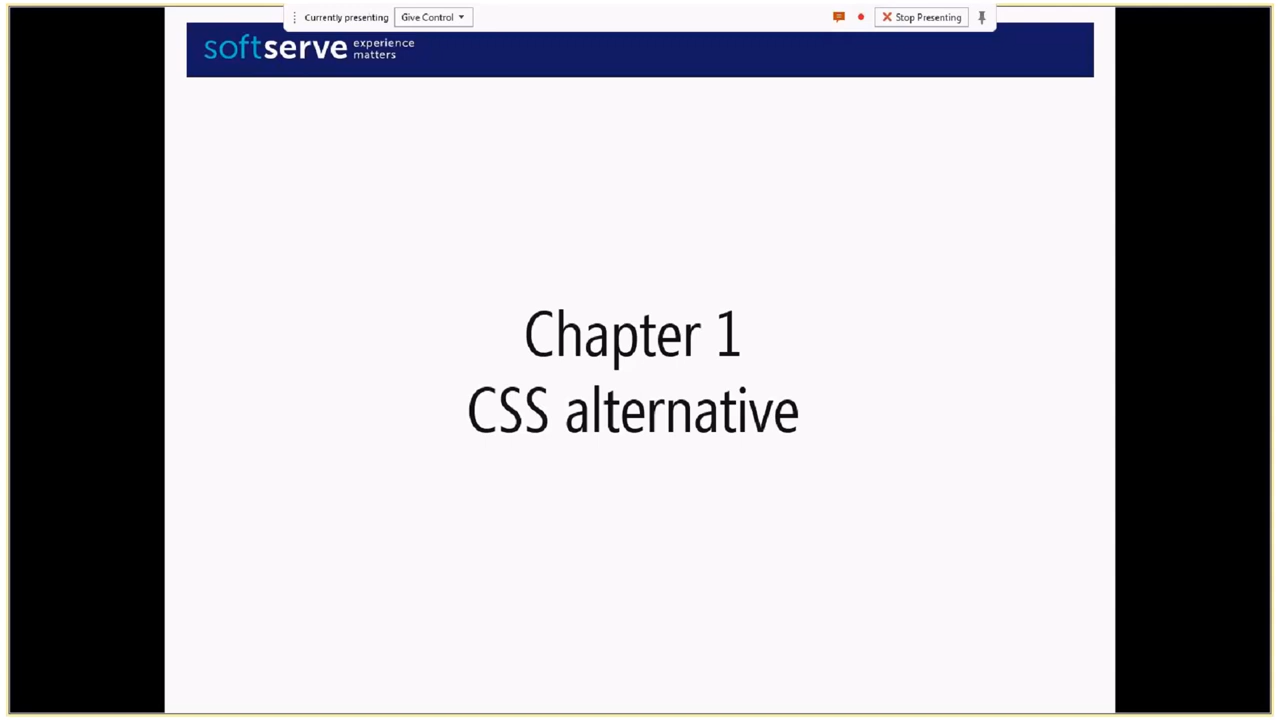 Currently presenting Give Control Stop Presenting
softserve experience matters
Chapter 1
CSS alternative